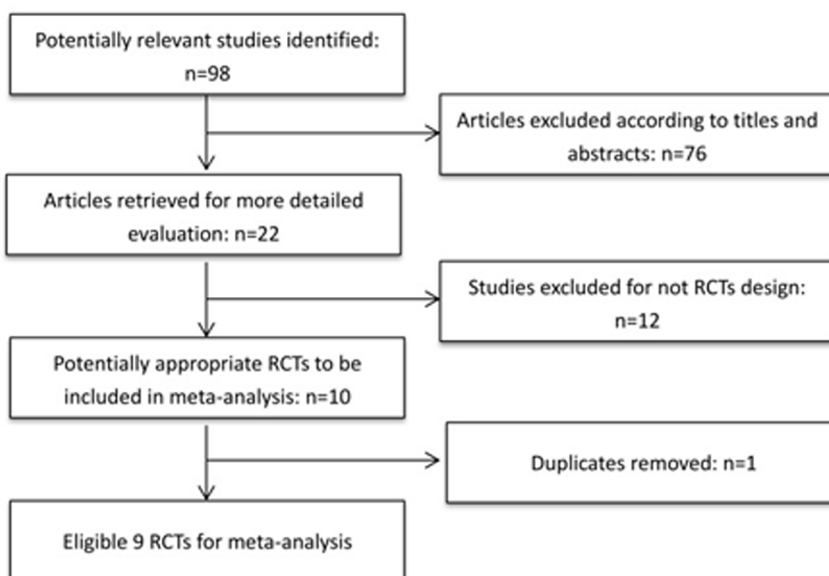 Potentially relevant studies identified:
n=98
Articles excluded according to titles and
abstracts: n=76
Articles retrieved for more detailed
evaluation: n=22
Studies excluded for not RCTs design:
n=12
Potentially appropriate RCTs to be
included in meta-analysis: n=10
Duplicates removed: n=1
Eligible 9 RCTs for meta-analysis